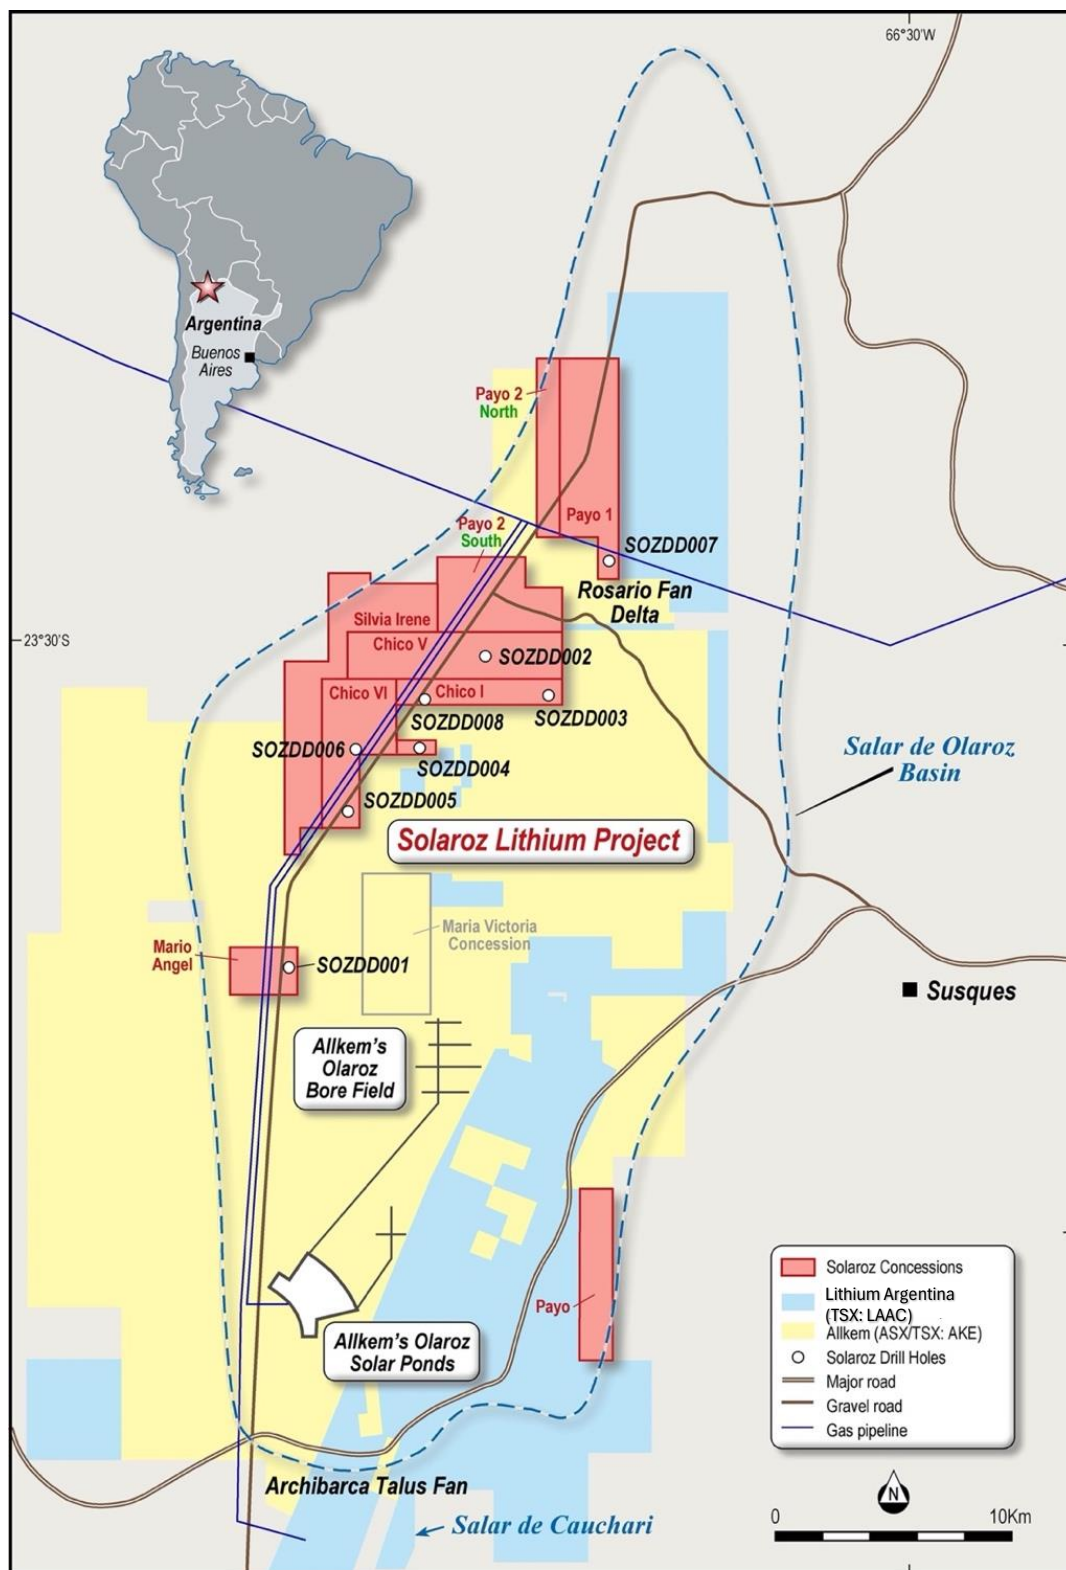 66°30'W
Argentina
Buenos
Aires
Payo 2
North
Payo 1
Payo 2
South
SOZDD007
Rosario Fan
Delta
23°30'S
Silvia Irene
Chico V
SOZDD002
Chico VI
Chico I
SOZDD008
SOZDD003
SOZDD006
SOZDD004
Salar de Olaroz
Basin
SOZDD005
Solaroz Lithium Project
Maria Victoria
Concession
Mario
Angel
SOZDD001
Susques
Allkem's
Olaroz
Bore Field
Payo
Allkem's Olaroz
Solar Ponds
Solaroz Concessions
Lithium Argentina
(TSX: LAAC)
Allkem (ASX/TSX: AKE)
Solaroz Drill Holes
Major road
Gravel road
Gas pipeline
Archibarca Talus Fan
Salar de Cauchari
N
0 10Km